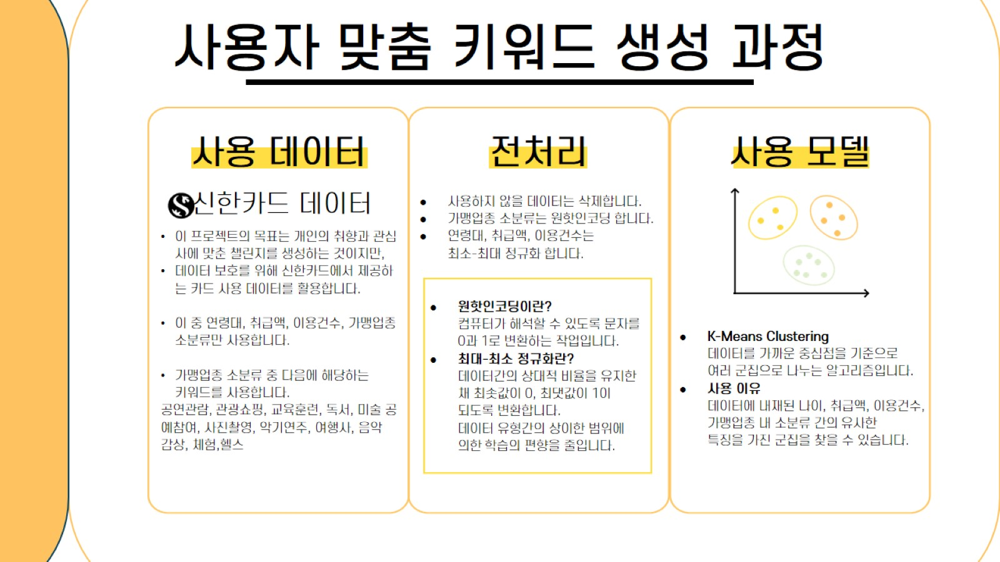 사용자 맞춤 키워드 생성 과정
사용 데이터
신한카드 데이터
• 이 프로젝트의 목표는 개인의 취향과 관심
사에 맞춘 챌린지를 생성하는 것이지만,
• 데이터 보호를 위해 신한카드에서 제공하
는 카드 사용 데이터를 활용합니다.
• 이 중 연령대, 취급액, 이용건수, 가맹업종
소분류만 사용합니다.
• 가맹업종 소분류 중 다음에 해당하는
키워드를 사용합니다.
공연관람, 관광쇼핑, 교육훈련, 독서, 미술 공
예참여, 사진촬영, 악기연주, 여행사, 음악
감상, 체험,헬스
전처리
• 사용하지 않을 데이터는 삭제합니다.
• 가맹업종 소분류는 원핫인코딩 합니다.
• 연령대, 취급액, 이용건수는
최소-최대 정규화 합니다.
• 원핫인코딩이란?
컴퓨터가 해석할 수 있도록 문자를
0과 1로 변환하는 작업입니다.
• 최대-최소 정규화란?
데이터간의 상대적 비율을 유지한
채 최솟값이 0, 최댓값이 1이
되도록 변환합니다.
데이터 유형간의 상이한 범위에
의한 학습의 편향을 줄입니다.
사용 모델
• K-Means Clustering
데이터를 가까운 중심점을 기준으로
여러 군집으로 나누는 알고리즘입니다.
• 사용 이유
데이터에 내재된 나이, 취급액, 이용건수,
가맹업종 내 소분류 간의 유사한
특징을 가진 군집을 찾을 수 있습니다.